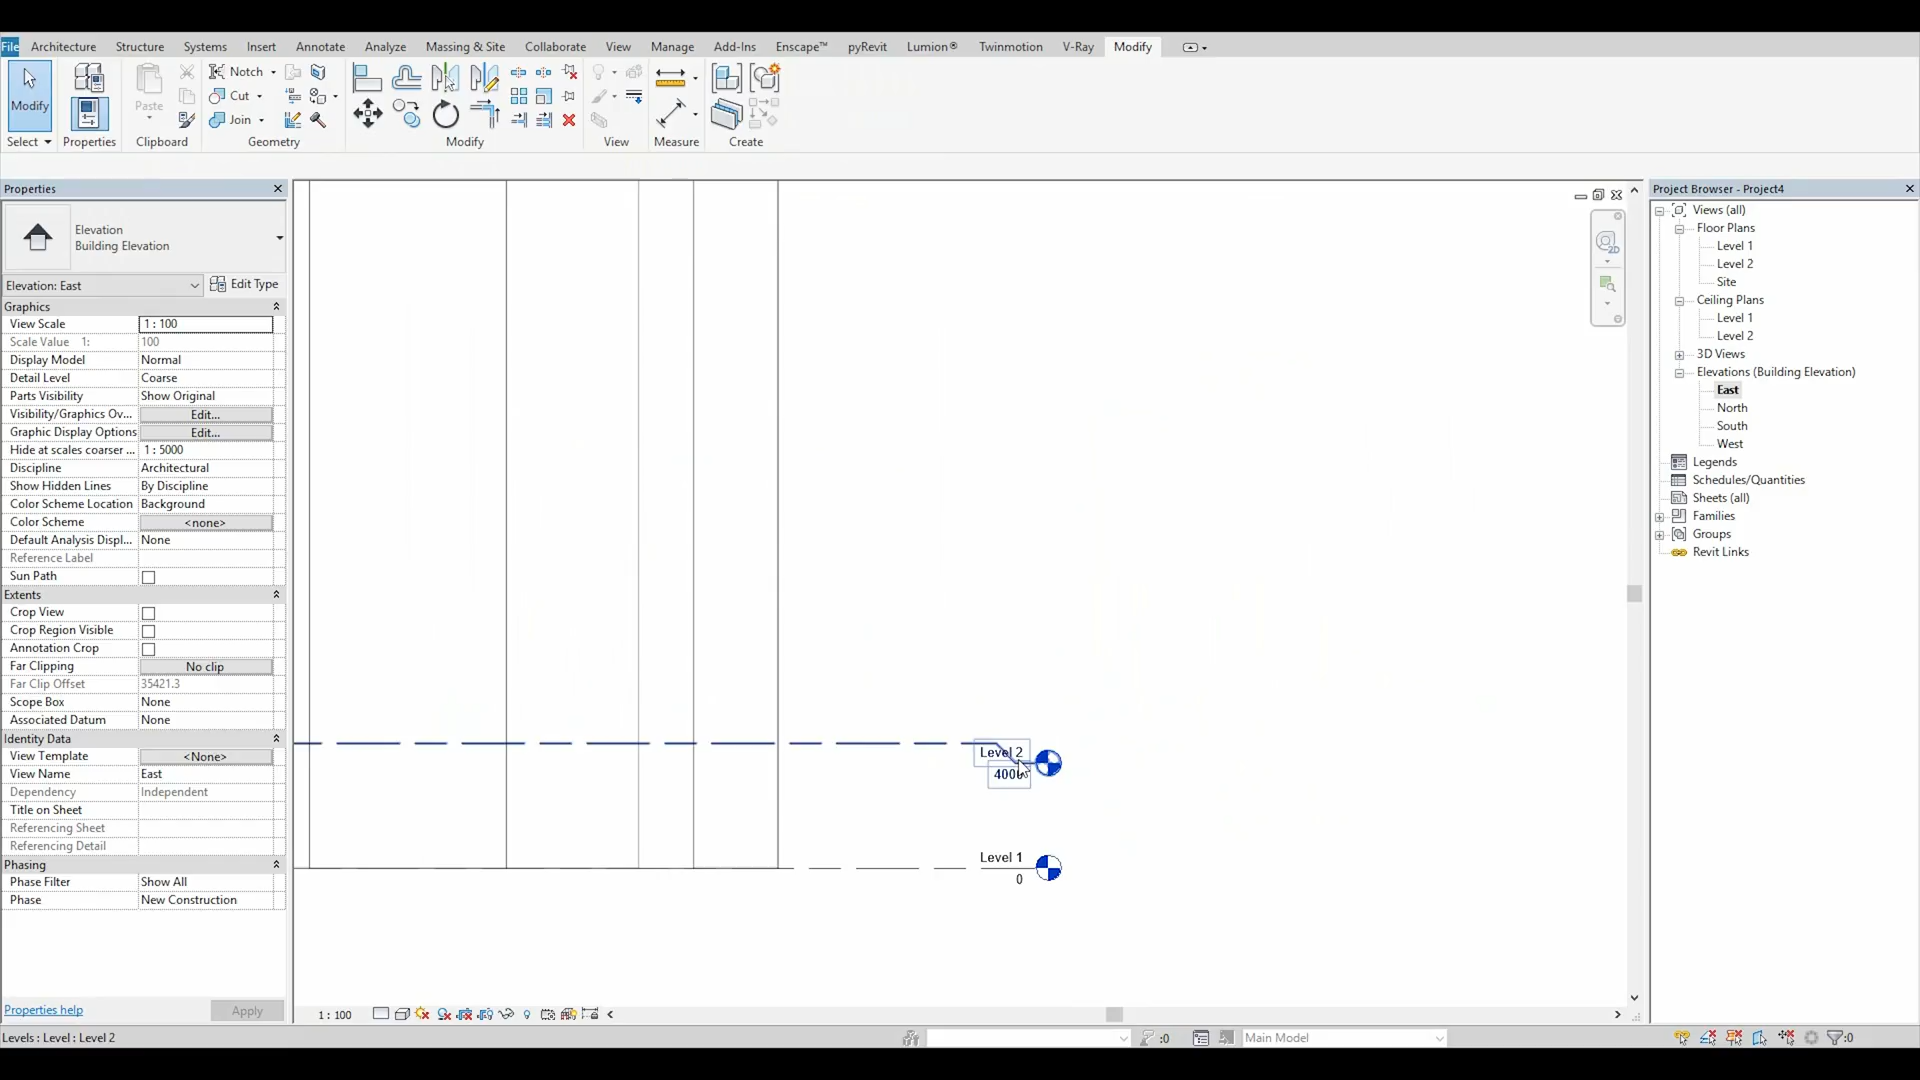 File Architecture Structure Systems Insert Annotate Analyze Massing & Site Collaborate View Manage Add-Ins Enscape™ pyRevit Lumion® Twinmotion V-Ray Modify
Modify
Paste
Notch
Cut
Join
Select Properties Clipboard Geometry Modify View Measure Create
Properties
Elevation
Building Elevation
Elevation: East Edit Type
Graphics
View Scale 1 : 100
Scale Value 1: 100
Display Model Normal
Detail Level Coarse
Parts Visibility Show Original
Visibility/Graphics Ov... Edit...
Graphic Display Options Edit...
Hide at scales coarser ... 1 : 5000
Discipline Architectural
Show Hidden Lines By Discipline
Color Scheme Location Background
Color Scheme <none>
Default Analysis Displ... None
Reference Label
Sun Path
Extents
Crop View
Crop Region Visible
Annotation Crop
Far Clipping No clip
Far Clip Offset 35421.3
Scope Box None
Associated Datum None
Identity Data
View Template <None>
View Name East
Dependency Independent
Title on Sheet
Referencing Sheet
Referencing Detail
Phasing
Phase Filter Show All
Phase New Construction
Properties help Apply
2D
Level 2
4000
Level 1
0
1 : 100
Project Browser - Project4
Views (all)
Floor Plans
Level 1
Level 2
Site
Ceiling Plans
Level 1
Level 2
3D Views
Elevations (Building Elevation)
East
North
South
West
Legends
Schedules/Quantities
Sheets (all)
Families
Groups
Revit Links
Levels : Level : Level 2 :0 Main Model :0